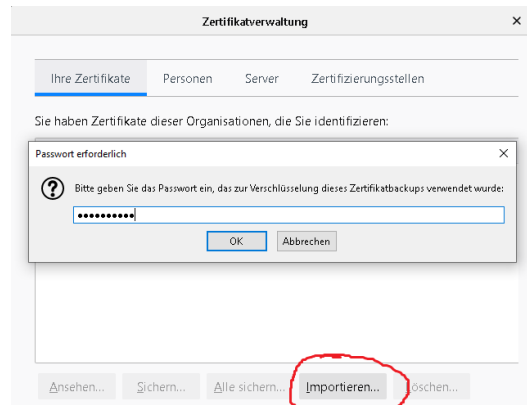 Zertifikatverwaltung
Ihre Zertifikate Personen Server Zertifizierungsstellen
Sie haben Zertifikate dieser Organisationen, die Sie identifizieren:
Passwort erforderlich
Bitte geben Sie das Passwort ein, das zur Verschlüsselung dieses Zertifikatbackups verwendet wurde:
••••••••••
OK Abbrechen
Ansehen... Sichern... Alle sichern... Importieren... Löschen...